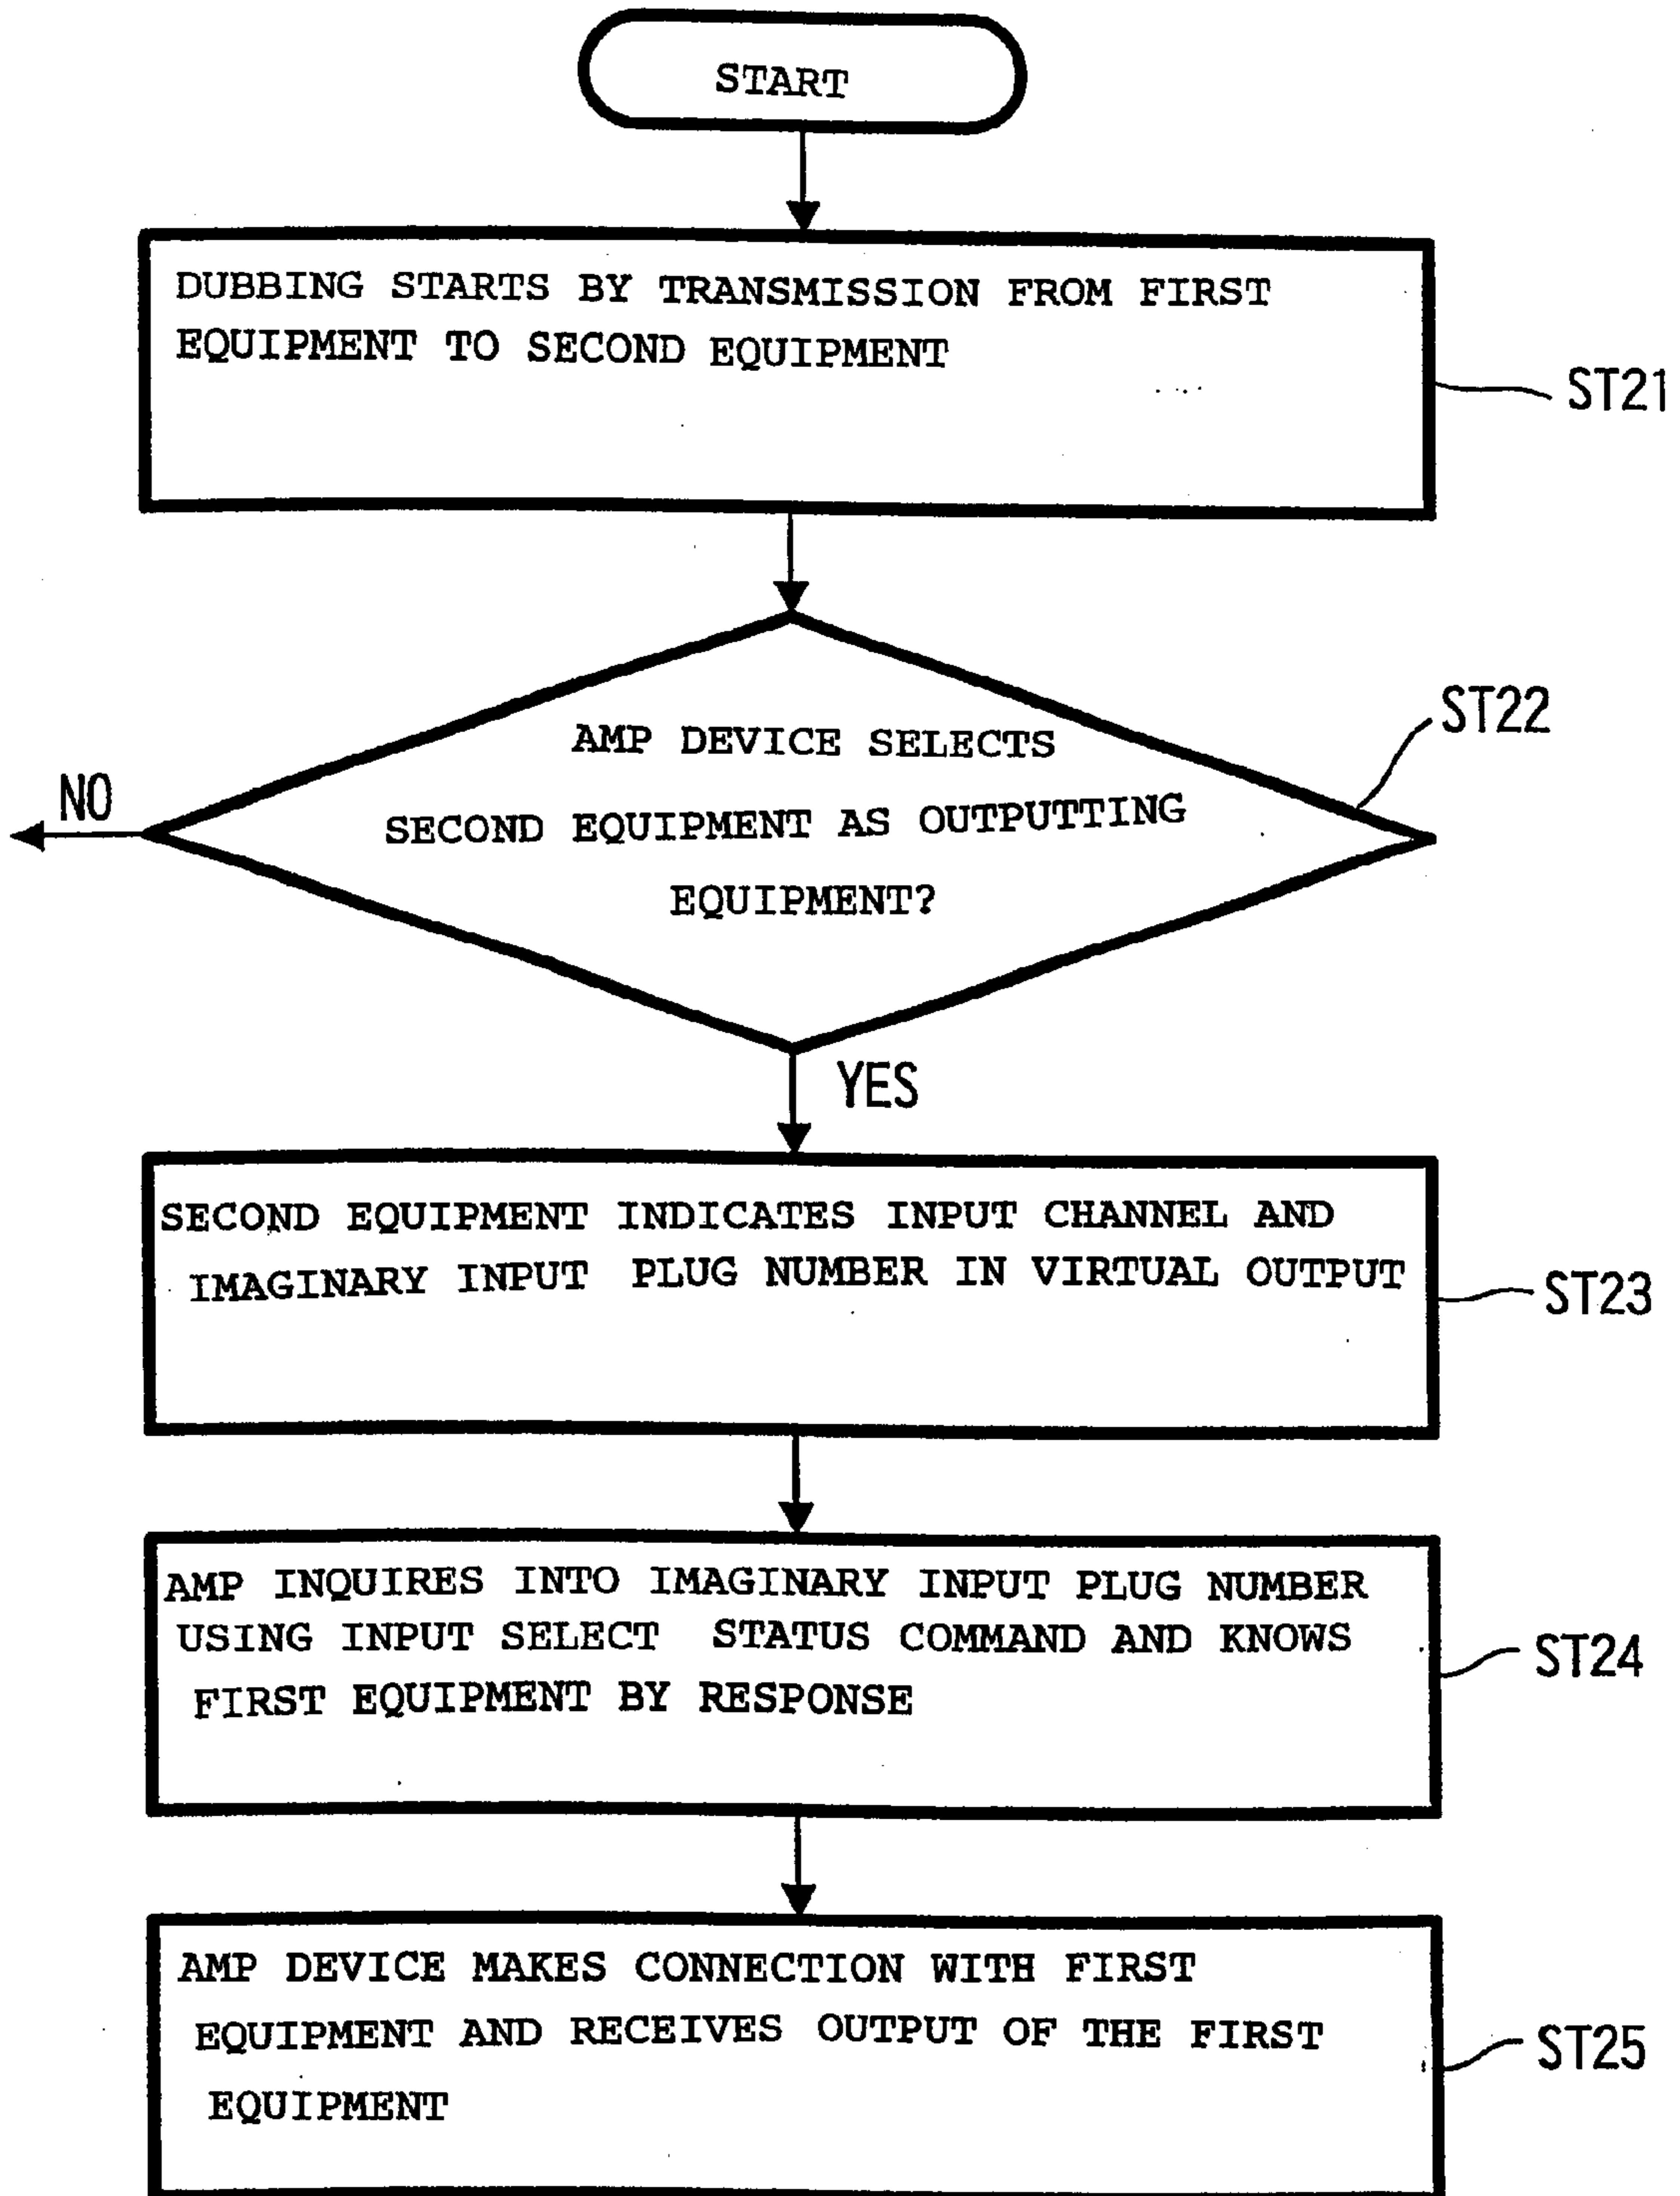 START
DUBBING STARTS BY TRANSMISSION FROM FIRST
EQUIPMENT TO SECOND EQUIPMENT
ST21
AMP DEVICE SELECTS
SECOND EQUIPMENT AS OUTPUTTING
EQUIPMENT?
ST22
NO
YES
SECOND EQUIPMENT INDICATES INPUT CHANNEL AND
IMAGINARY INPUT PLUG NUMBER IN VIRTUAL OUTPUT
ST23
AMP INQUIRES INTO IMAGINARY INPUT PLUG NUMBER
USING INPUT SELECT STATUS COMMAND AND KNOWS
FIRST EQUIPMENT BY RESPONSE
ST24
AMP DEVICE MAKES CONNECTION WITH FIRST
EQUIPMENT AND RECEIVES OUTPUT OF THE FIRST
EQUIPMENT
ST25